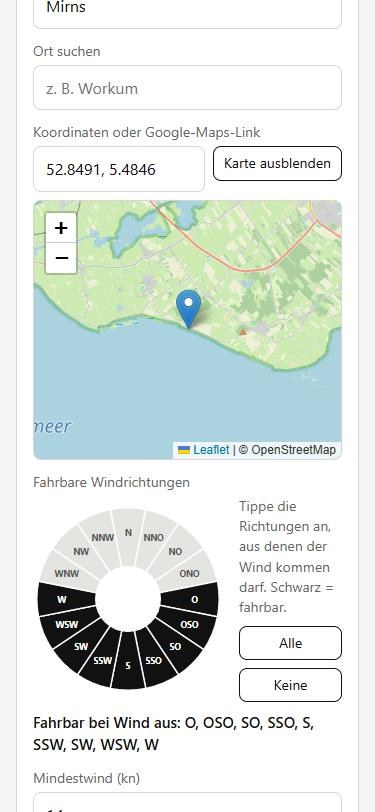 Mirns
Ort suchen
z. B. Workum
Koordinaten oder Google-Maps-Link
52.8491, 5.4846
Karte ausblenden
+
−
meer
Leaflet | © OpenStreetMap
Fahrbare Windrichtungen
N
NNO
NO
ONO
O
OSO
SO
SSO
S
SSW
SW
WSW
W
WNW
NW
NNW
Tippe die
Richtungen an,
aus denen der
Wind kommen
darf. Schwarz =
fahrbar.
Alle
Keine
Fahrbar bei Wind aus: O, OSO, SO, SSO, S,
SSW, SW, WSW, W
Mindestwind (kn)